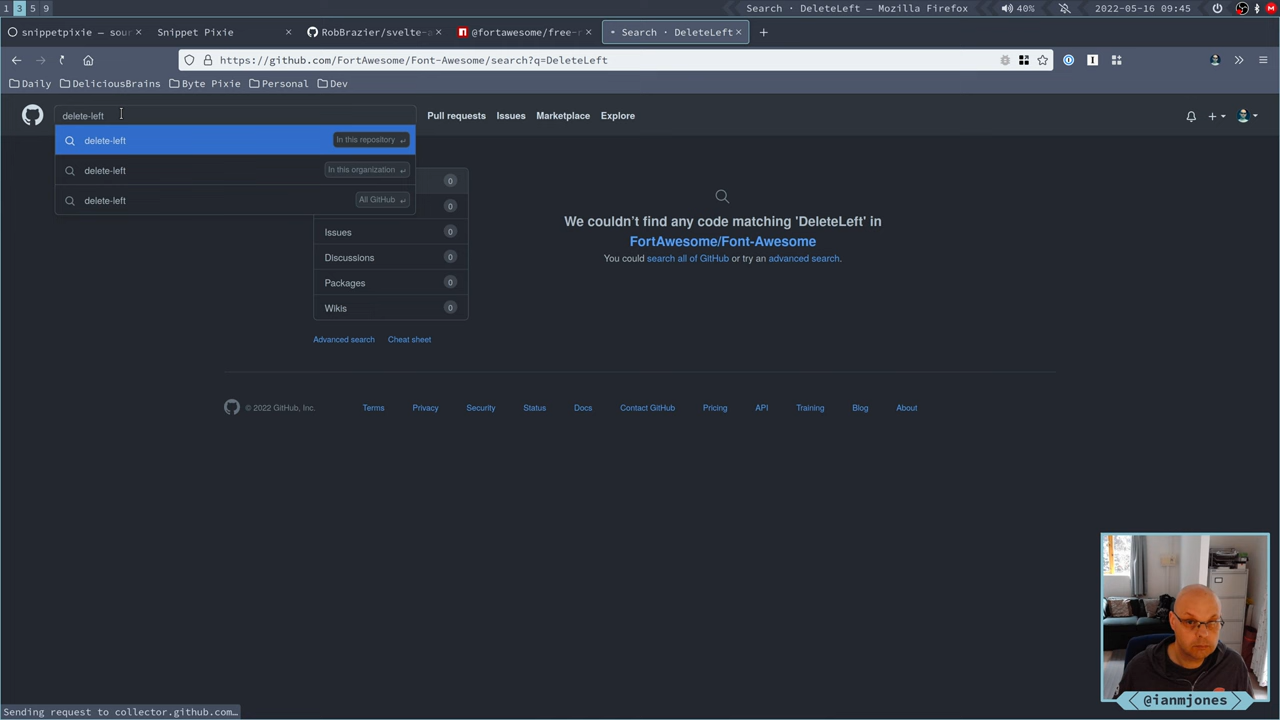 1 3 5 9
Search · DeleteLeft — Mozilla Firefox
40%
2022-05-16 09:45
snippetpixie — sou
Snippet Pixie
RobBrazier/svelte-a
@fortawesome/free-r
Search · DeleteLeft
https://github.com/FortAwesome/Font-Awesome/search?q=DeleteLeft
Daily
DeliciousBrains
Byte Pixie
Personal
Dev
delete-left
Pull requests
Issues
Marketplace
Explore
delete-left
In this repository ↵
delete-left
In this organization ↵
delete-left
All GitHub ↵
0
0
Issues 0
Discussions 0
Packages 0
Wikis 0
Advanced search
Cheat sheet
We couldn't find any code matching 'DeleteLeft' in
FortAwesome/Font-Awesome
You could search all of GitHub or try an advanced search.
© 2022 GitHub, Inc.
Terms
Privacy
Security
Status
Docs
Contact GitHub
Pricing
API
Training
Blog
About
Sending request to collector.github.com…
@ianmjones